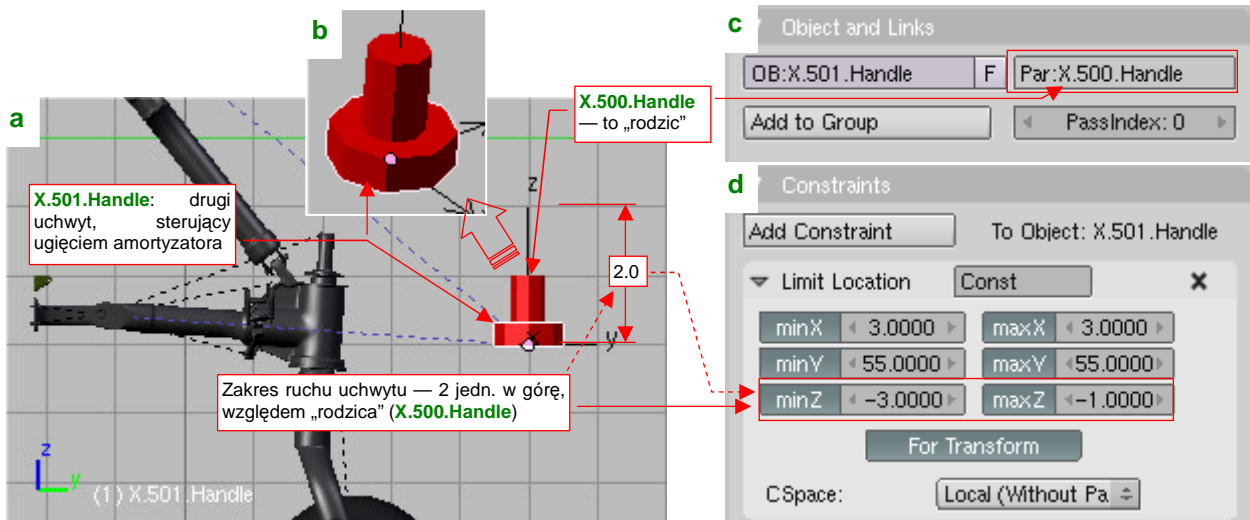 a
b
X.501.Handle: drugi
uchwyt, sterujący
ugięciem amortyzatora
X.500.Handle
— to „rodzic”
z
2.0
x
y
Zakres ruchu uchwytu — 2 jedn. w górę,
względem „rodzica” (X.500.Handle)
z
y
(1) X.501.Handle
c
Object and Links
OB:X.501.Handle F Par:X.500.Handle
Add to Group PassIndex: 0
d
Constraints
Add Constraint To Object: X.501.Handle
Limit Location Const
minX 3.0000 maxX 3.0000
minY 55.0000 maxY 55.0000
minZ -3.0000 maxZ -1.0000
For Transform
CSpace: Local (Without Pa